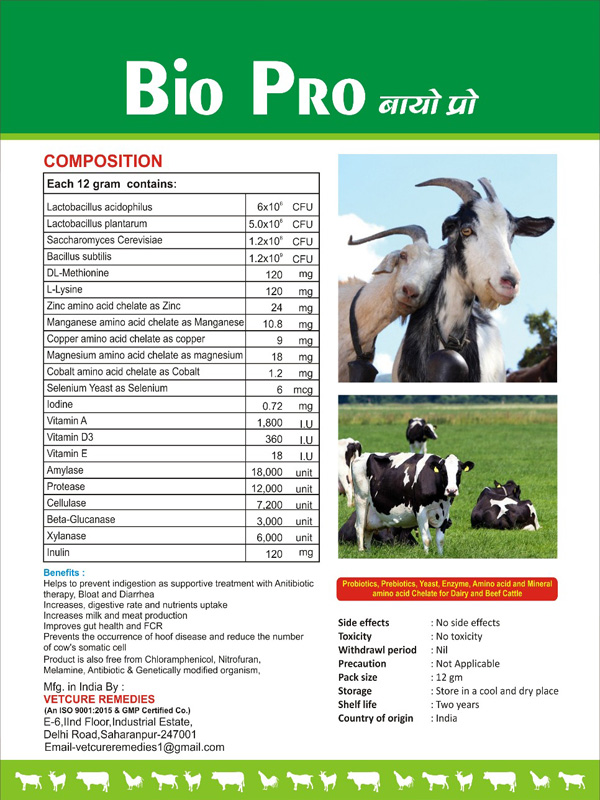 Bio Pro बायो प्रो
COMPOSITION
Each 12 gram contains:
Lactobacillus acidophilus 6x10⁸ CFU
Lactobacillus plantarum 5.0x10⁸ CFU
Saccharomyces Cerevisiae 1.2x10⁹ CFU
Bacillus subtilis 1.2x10⁹ CFU
DL-Methionine 120 mg
L-Lysine 120 mg
Zinc amino acid chelate as Zinc 24 mg
Manganese amino acid chelate as Manganese 10.8 mg
Copper amino acid chelate as copper 9 mg
Magnesium amino acid chelate as magnesium 18 mg
Cobalt amino acid chelate as Cobalt 1.2 mg
Selenium Yeast as Selenium 6 mcg
Iodine 0.72 mg
Vitamin A 1,800 I.U
Vitamin D3 360 I.U
Vitamin E 18 I.U
Amylase 18,000 unit
Protease 12,000 unit
Cellulase 7,200 unit
Beta-Glucanase 3,000 unit
Xylanase 6,000 unit
Inulin 120 mg
Benefits :
Helps to prevent indigestion as supportive treatment with Anitibiotic
therapy, Bloat and Diarrhea
Increases, digestive rate and nutrients uptake
Increases milk and meat production
Improves gut health and FCR
Prevents the occurrence of hoof disease and reduce the number
of cow's somatic cell
Product is also free from Chloramphenicol, Nitrofuran,
Melamine, Antibiotic & Genetically modified organism,
Mfg. in India By :
VETCURE REMEDIES
(An ISO 9001:2015 & GMP Certified Co.)
E-6,IInd Floor,Industrial Estate,
Delhi Road,Saharanpur-247001
Email-vetcureremedies1@gmail.com
Probiotics, Prebiotics, Yeast, Enzyme, Amino acid and Mineral
amino acid Chelate for Dairy and Beef Cattle
Side effects : No side effects
Toxicity : No toxicity
Withdrawl period : Nil
Precaution : Not Applicable
Pack size : 12 gm
Storage : Store in a cool and dry place
Shelf life : Two years
Country of origin : India